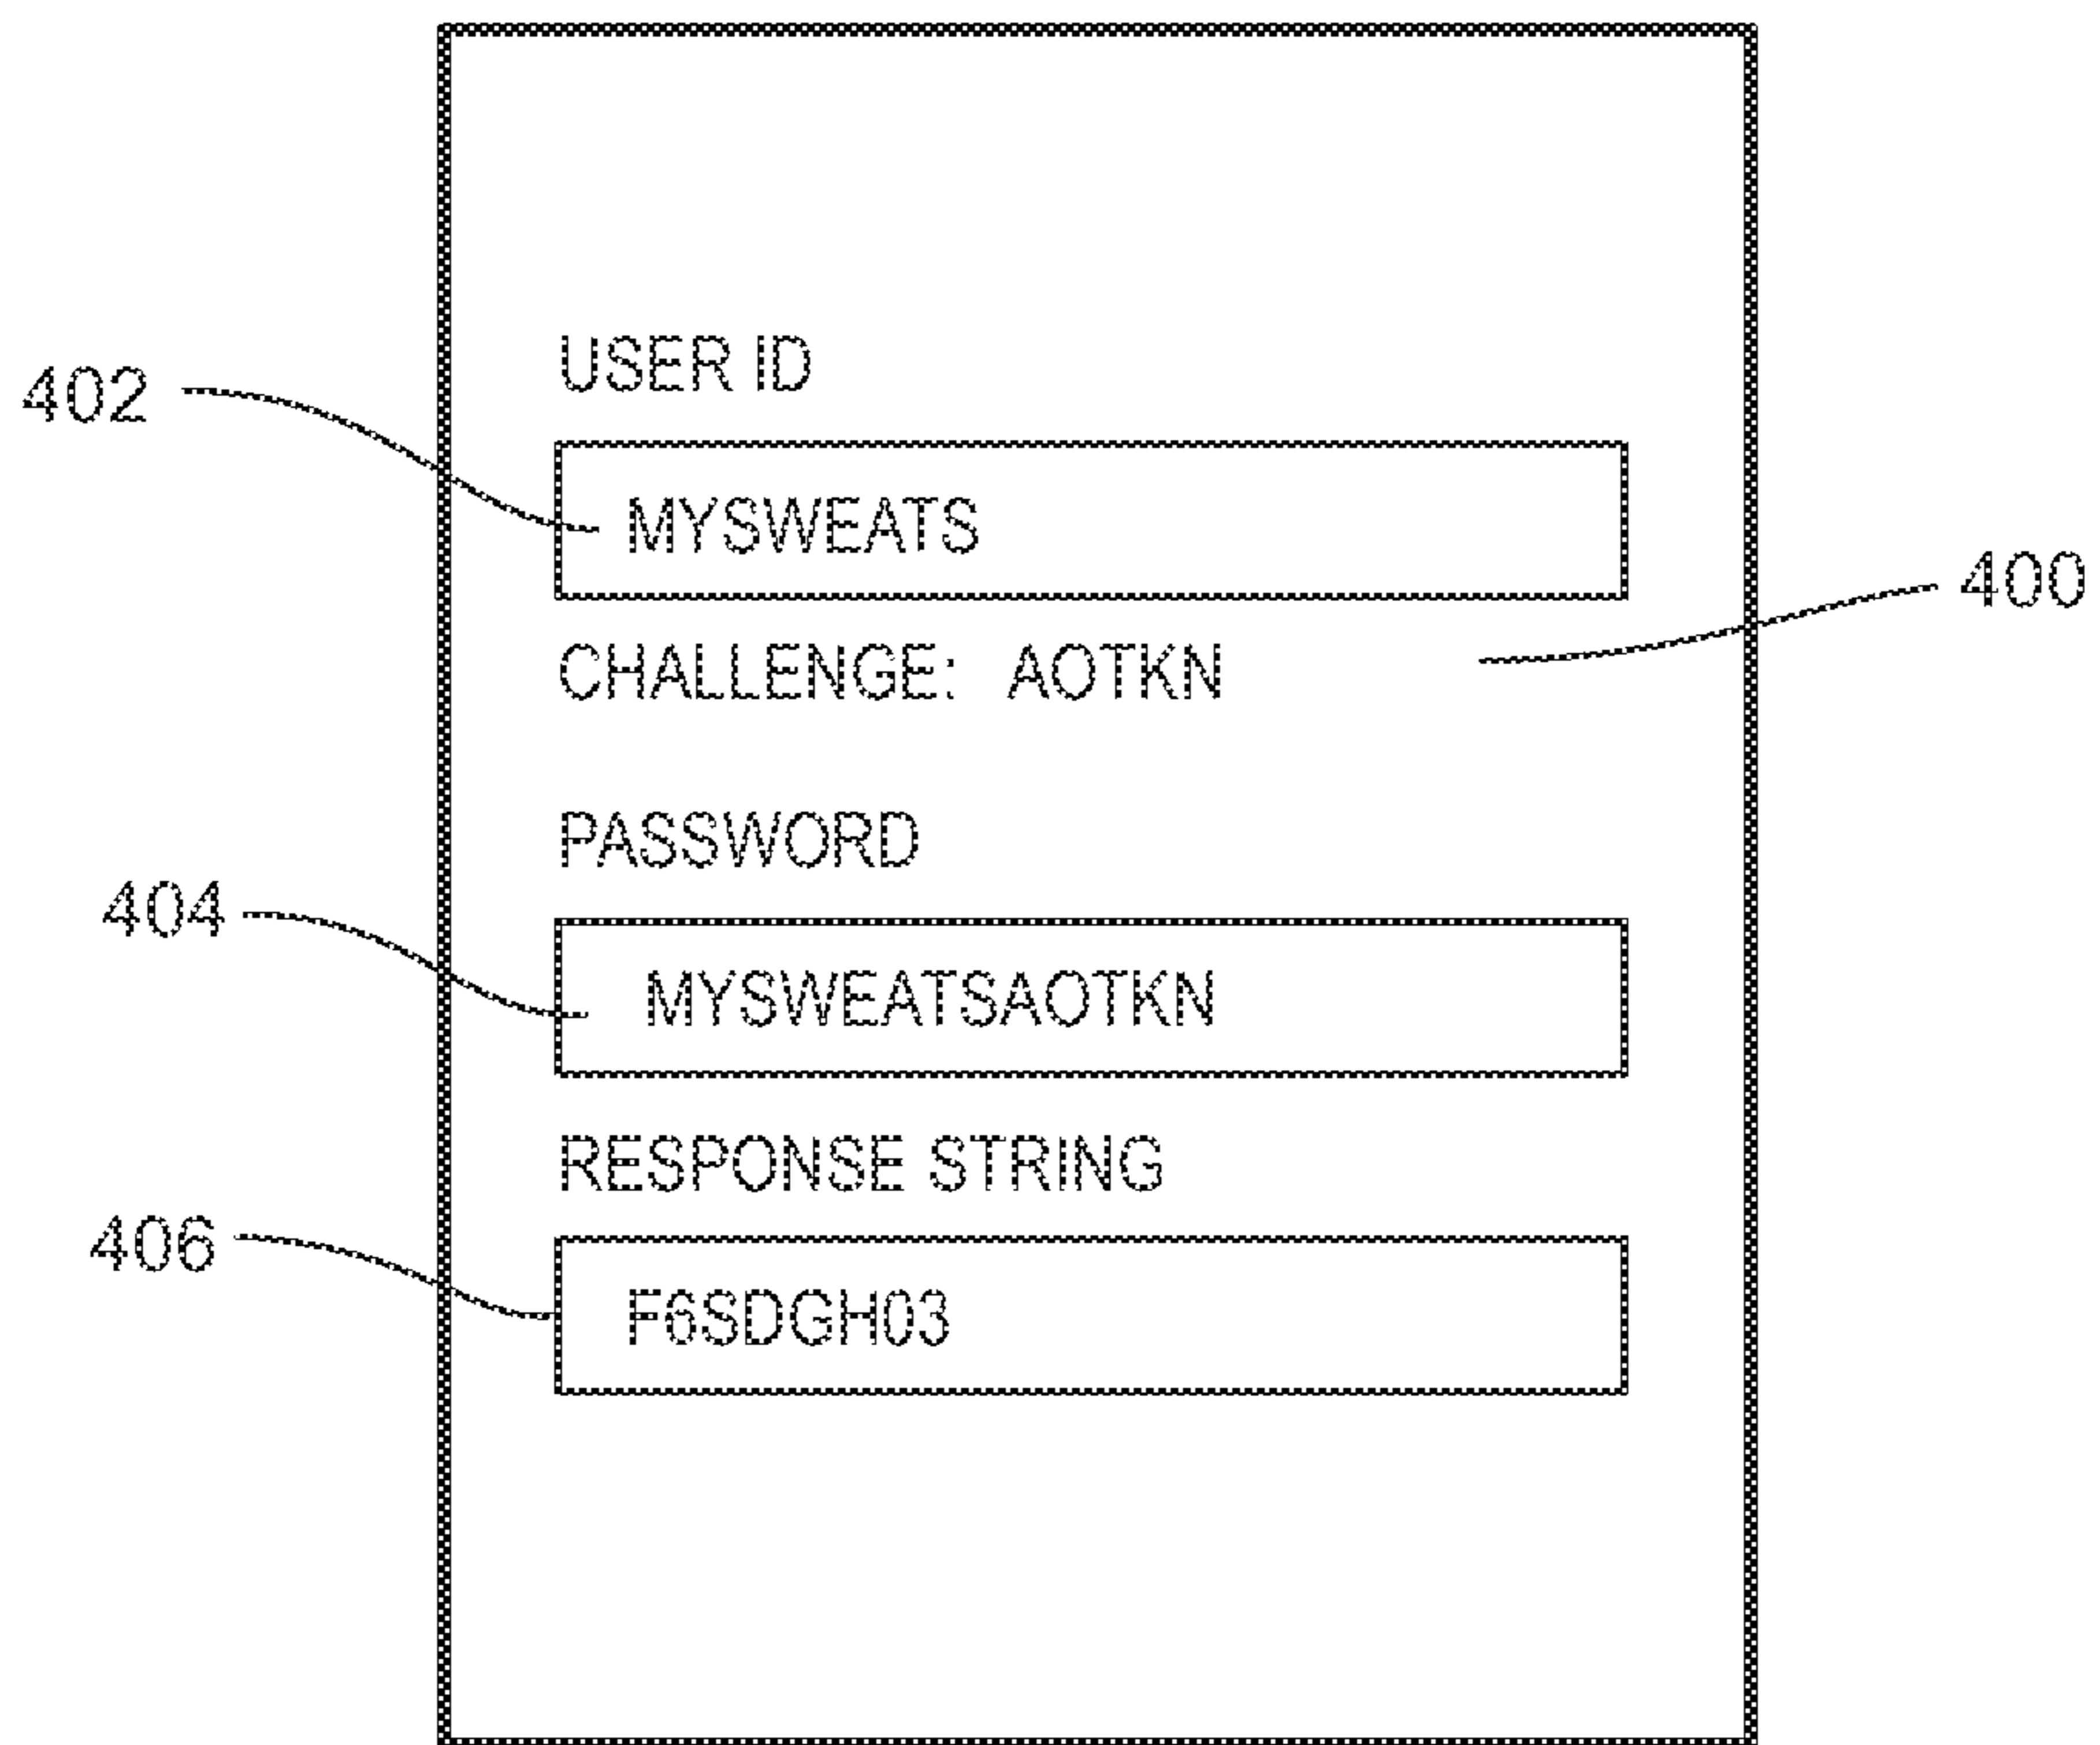 USER ID
402
MYSWEATS
400
CHALLENGE: AOTKN
PASSWORD
404
MYSWEATSAOTKN
RESPONSE STRING
406
F6SDGH03